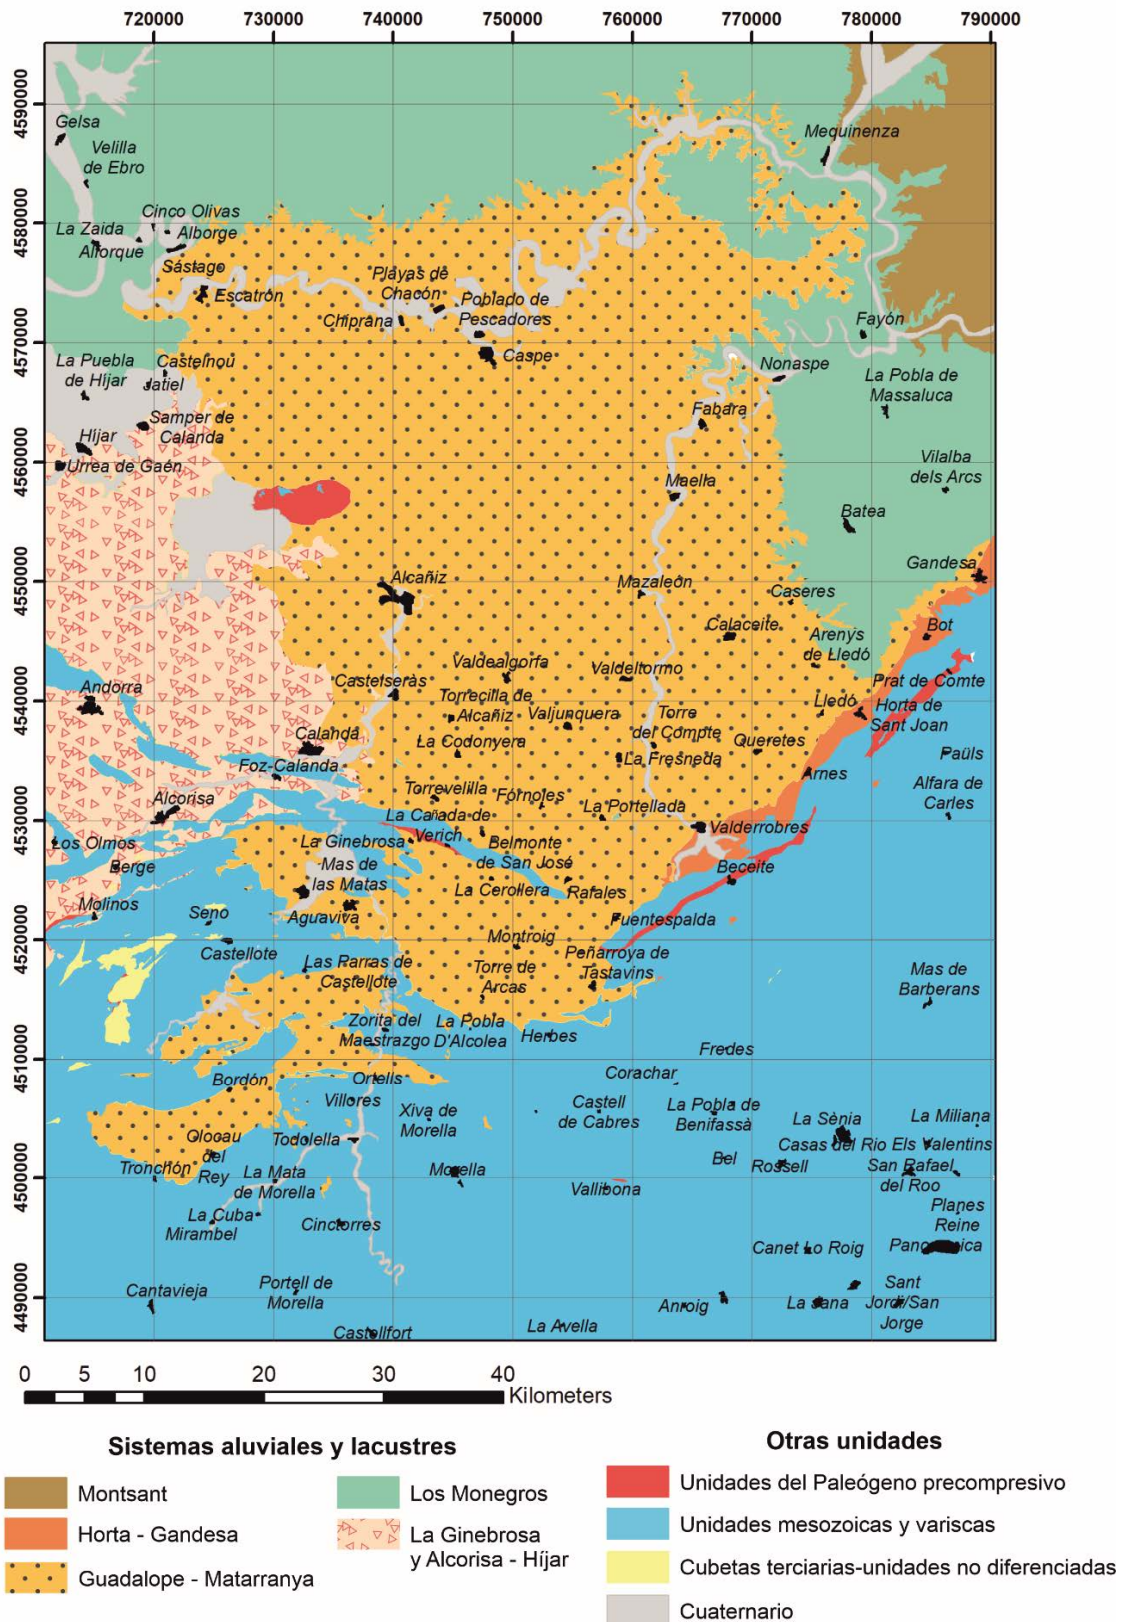 720000 730000 740000 750000 760000 770000 780000 790000
4590000
4580000
4570000
4560000
4550000
4540000
4530000
4520000
4510000
4500000
4490000
Gelsa
Velilla
de Ebro
Mequinenza
Cinco Olivas
La Zaida
Alborge
Alforque
Sástago
Escatrón
Playas de
Chacón
Poblado de
Pescadores
Chiprana
Caspe
Fayón
La Puebla
de Híjar
Castelnou
Jatiel
Nonaspe
La Pobla de
Massaluca
Samper de
Calanda
Fabara
Híjar
Urrea de Gaén
Vilalba
dels Arcs
Maella
Batea
Gandesa
Alcañiz
Mazaleón
Caseres
Calaceite
Bot
Arenys
de Lledó
Valdealgorfa
Valdeltormo
Prat de Comte
Andorra
Castelserás
Torrecilla de
Alcañiz
Valjunquera
Torre
del Compte
Lledó
Horta de
Sant Joan
Calanda
La Codonyera
Queretes
Paüls
Foz-Calanda
La Fresneda
Arnes
Alfara de
Carles
Torrevelilla
Fórnoles
Alcorisa
La Portellada
La Cañada de
Verich
Valderrobres
Los Olmos
La Ginebrosa
Belmonte
de San José
Berge
Mas de
las Matas
Beceite
La Cerollera
Ráfales
Molinos
Seno
Aguaviva
Fuentespalda
Montroig
Castellote
Las Parras de
Castellote
Torre de
Arcas
Peñarroya de
Tastavins
Mas de
Barberans
Zorita del
Maestrazgo
La Pobla
D'Alcolea
Herbes
Fredes
Bordón
Ortells
Corachar
Villores
Xiva de
Morella
Castell
de Cabres
La Pobla de
Benifassà
La Sènia
La Miliana
Olocau
del
Rey
Todolella
Casas del Rio
Els Valentins
Tronchón
La Mata
de Morella
Morella
Bel
Rossell
San Rafael
del Roo
Vallibona
La Cuba
Mirambel
Cinctorres
Planes
Reine
Canet Lo Roig
Cantavieja
Portell de
Morella
Anroig
La Jana
Sant
Jordi/San
Jorge
Castellfort
La Avella
0 5 10 20 30 40
Kilometers
Sistemas aluviales y lacustres
Montsant
Horta - Gandesa
Guadalope - Matarranya
Los Monegros
La Ginebrosa
y Alcorisa - Híjar
Otras unidades
Unidades del Paleógeno precompresivo
Unidades mesozoicas y variscas
Cubetas terciarias-unidades no diferenciadas
Cuaternario